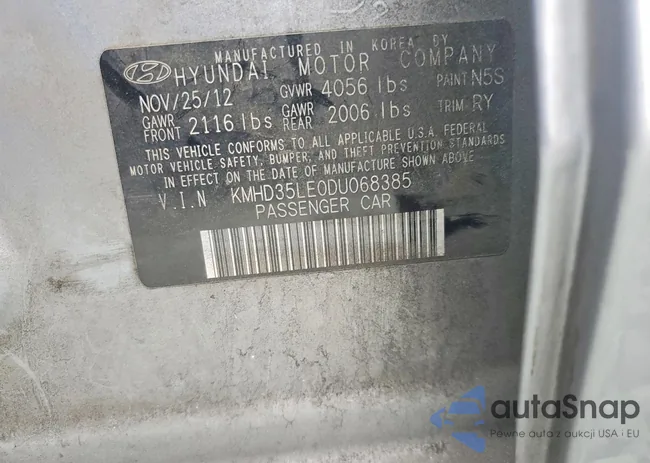 MANUFACTURED IN KOREA BY
HYUNDAI MOTOR COMPANY
NOV/25/12 GVWR 4056 lbs PAINT N5S
GAWR FRONT 2116 lbs GAWR REAR 2006 lbs TRIM RY
THIS VEHICLE CONFORMS TO ALL APPLICABLE U.S.A. FEDERAL
MOTOR VEHICLE SAFETY, BUMPER, AND THEFT PREVENTION STANDARDS
IN EFFECT ON THE DATE OF MANUFACTURE SHOWN ABOVE
V.I.N KMHD35LE0DU068385
PASSENGER CAR
autaSnap
Pewne auta z aukcji USA i EU